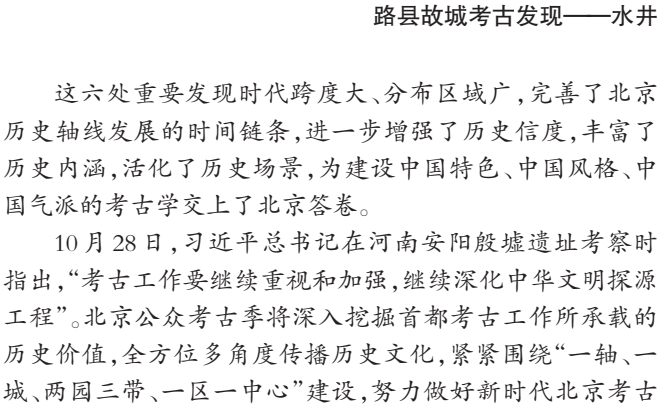 路县故城考古发现——水井
这六处重要发现时代跨度大、分布区域广,完善了北京
历史轴线发展的时间链条,进一步增强了历史信度,丰富了
历史内涵,活化了历史场景,为建设中国特色、中国风格、中
国气派的考古学交上了北京答卷。
10月28日,习近平总书记在河南安阳殷墟遗址考察时
指出,“考古工作要继续重视和加强,继续深化中华文明探源
工程”。北京公众考古季将深入挖掘首都考古工作所承载的
历史价值,全方位多角度传播历史文化,紧紧围绕“一轴、一
城、两园三带、一区一中心”建设,努力做好新时代北京考古